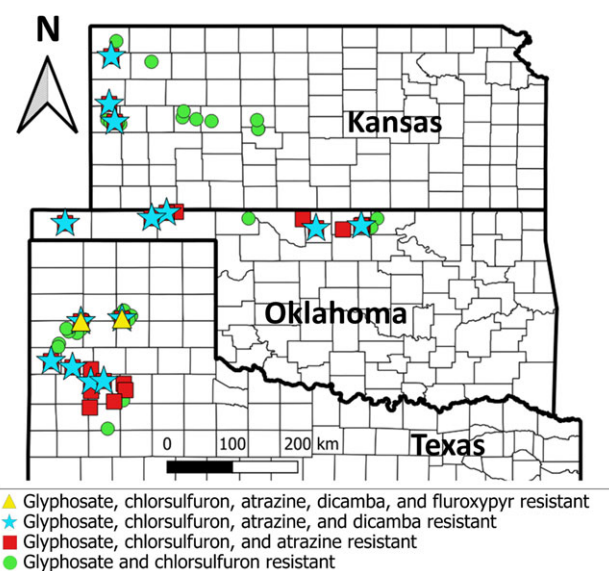 N
Kansas
Oklahoma
0 100 200 km
Texas
Glyphosate, chlorsulfuron, atrazine, dicamba, and fluroxypyr resistant
Glyphosate, chlorsulfuron, atrazine, and dicamba resistant
Glyphosate, chlorsulfuron, and atrazine resistant
Glyphosate and chlorsulfuron resistant